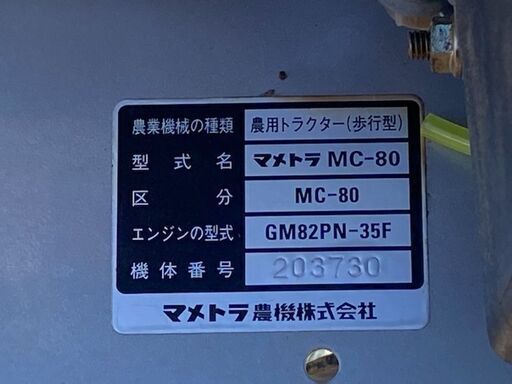 農業機械の種類 農用トラクター(歩行型)
型式名 マメトラ MC-80
区分 MC-80
エンジンの型式 GM82PN-35F
機体番号 203730
マメトラ農機株式会社